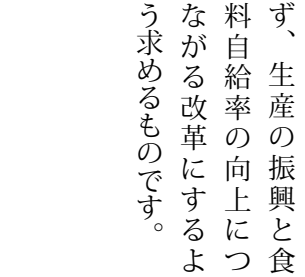 ず、生産の振興と食
料自給率の向上につ
ながる改革にするよ
う求めるものです。